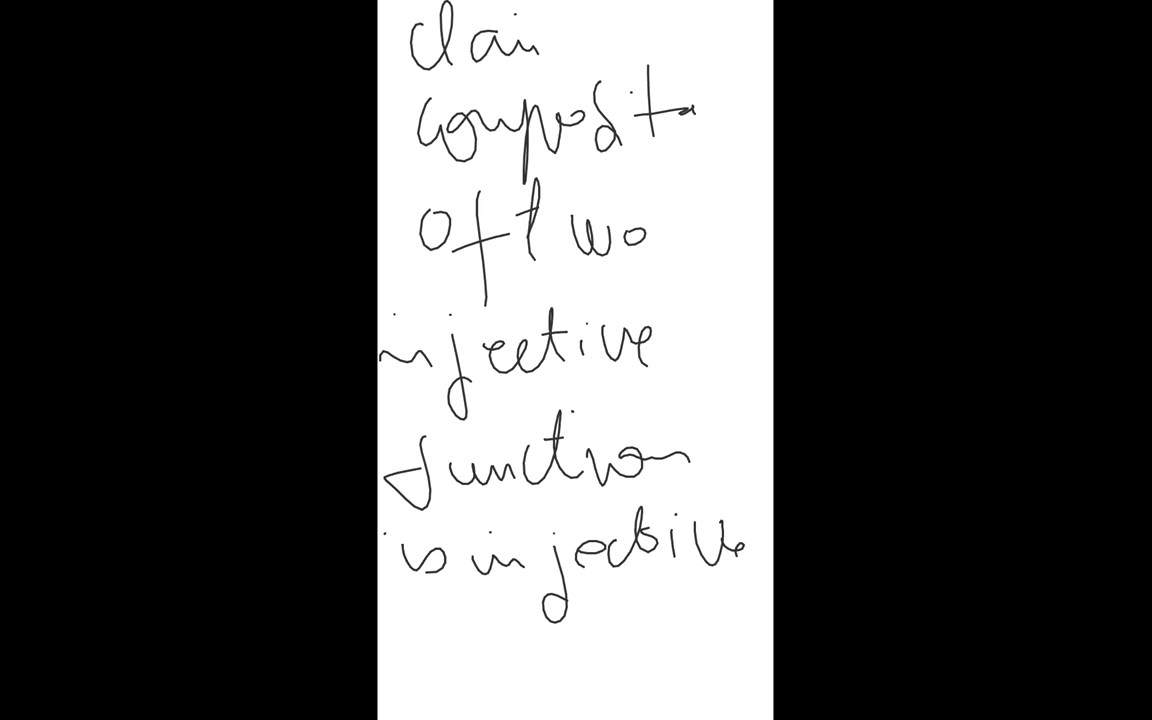 claim
composita
of two
injective
function
is injective